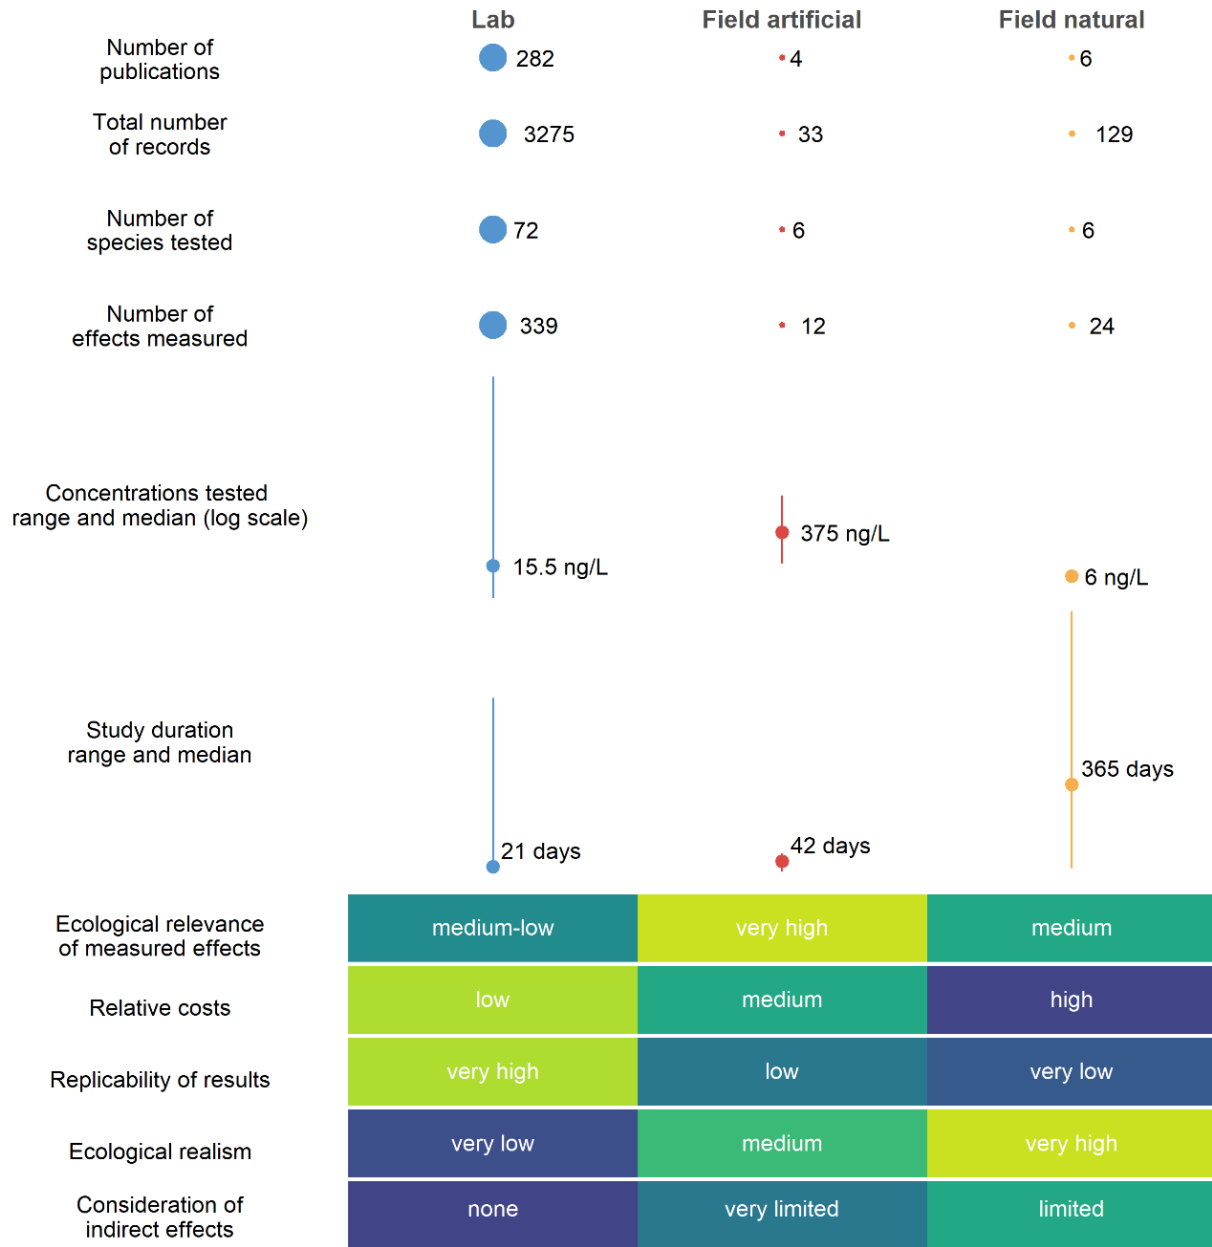 Lab
Field artificial
Field natural
Number of
publications
282
4
6
Total number
of records
3275
33
129
Number of
species tested
72
6
6
Number of
effects measured
339
12
24
Concentrations tested
range and median (log scale)
15.5 ng/L
375 ng/L
6 ng/L
Study duration
range and median
21 days
42 days
365 days
Ecological relevance
of measured effects
medium-low
very high
medium
Relative costs
low
medium
high
Replicability of results
very high
low
very low
Ecological realism
very low
medium
very high
Consideration of
indirect effects
none
very limited
limited